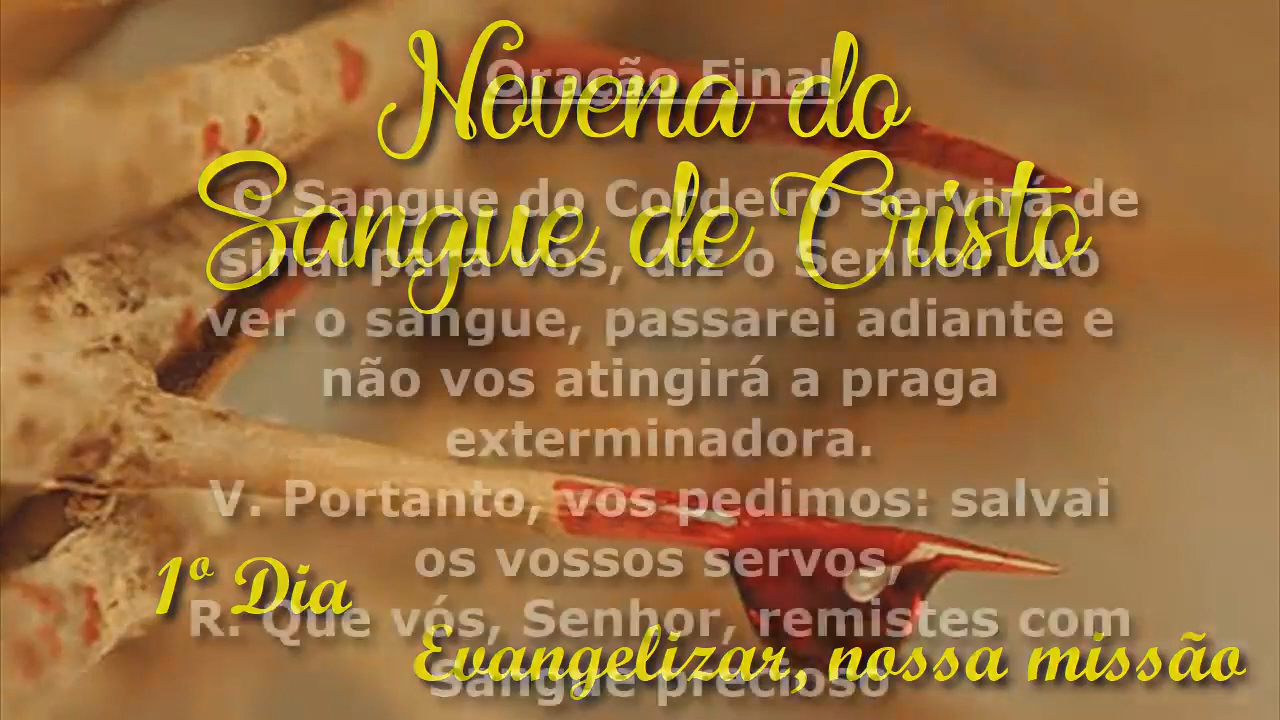 Novena do
Sangue de Cristo
Oração Final
O Sangue do Cordeiro servirá de
sinal para vós, diz o Senhor. Ao
ver o sangue, passarei adiante e
não vos atingirá a praga
exterminadora.
V. Portanto, vos pedimos: salvai
os vossos servos,
R. Que vós, Senhor, remistes com
Sangue precioso
1º Dia
Evangelizar, nossa missão